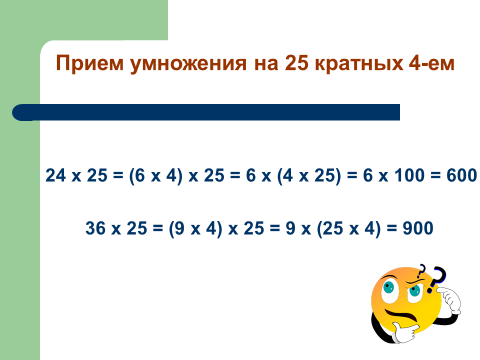 Прием умножения на 25 кратных 4-ем
24 х 25 = (6 х 4) х 25 = 6 х (4 х 25) = 6 х 100 = 600
36 х 25 = (9 х 4) х 25 = 9 х (25 х 4) = 900
? ? ?